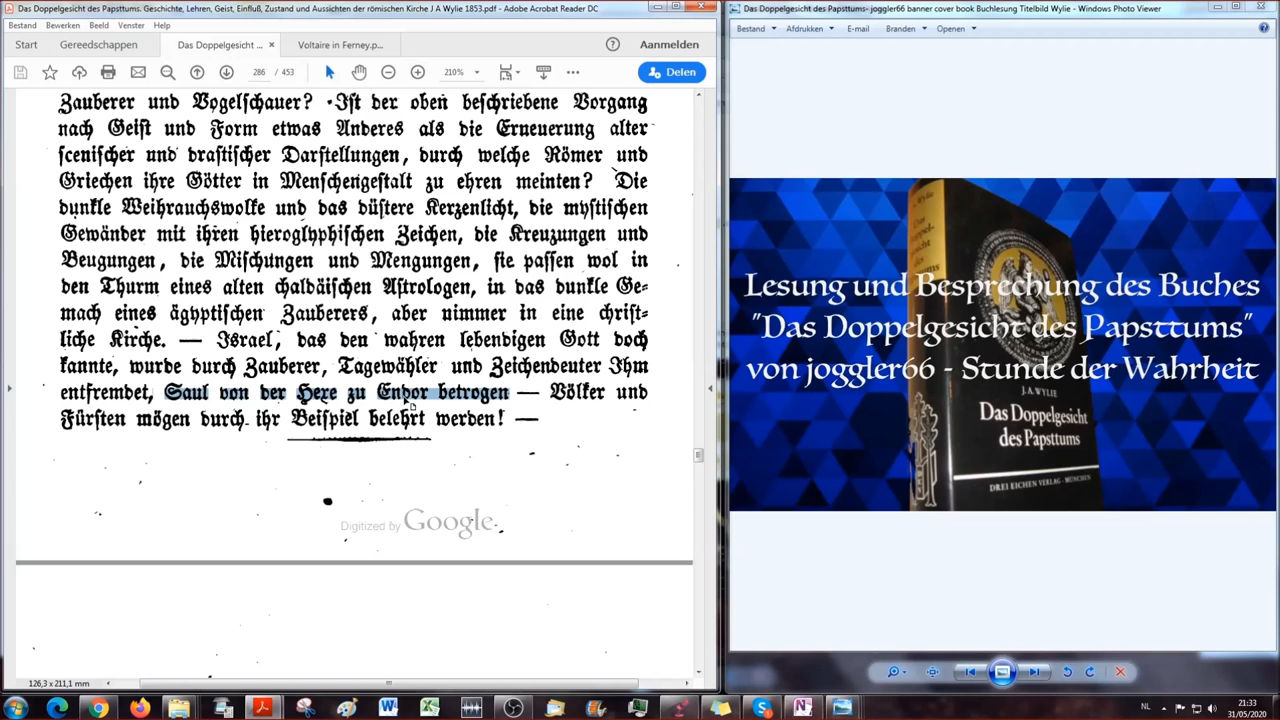 Das Doppelgesicht des Papsttums. Geschichte, Lehren, Geist, Einfluß, Zustand und Aussichten der römischen Kirche J A Wylie 1853.pdf - Adobe Acrobat Reader DC
Bestand Bewerken Beeld Venster Help
Start Gereedschappen Das Doppelgesicht ... × Voltaire in Ferney.p... Aanmelden
286 / 453 210% Delen
Zauberer und Vogelschauer? Ist der oben beschriebene Vorgang
nach Geist und Form etwas Anderes als die Erneuerung alter
scenischer und drastischer Darstellungen, durch welche Römer und
Griechen ihre Götter in Menschengestalt zu ehren meinten? Die
dunkle Weihrauchswolke und das düstere Kerzenlicht, die mystischen
Gewänder mit ihren hieroglyphischen Zeichen, die Kreuzungen und
Beugungen, die Mischungen und Mengungen, sie passen wol in
den Thurm eines alten chaldäischen Astrologen, in das dunkle Ge-
mach eines ägyptischen Zauberers, aber nimmer in eine christ-
liche Kirche. — Israel, das den wahren lebendigen Gott doch
kannte, wurde durch Zauberer, Tagewähler und Zeichendeuter Ihm
entfremdet, Saul von der Hexe zu Endor betrogen — Völker und
Fürsten mögen durch ihr Beispiel belehrt werden! —
Digitized by Google
126,3 x 211,1 mm
Das Doppelgesicht des Papsttums- joggler66 banner cover book Buchlesung Titelbild Wylie - Windows Photo Viewer
Bestand Afdrukken E-mail Branden Openen
Lesung und Besprechung des Buches
"Das Doppelgesicht des Papsttums"
von joggler66 - Stunde der Wahrheit
J.A.WYLIE
Das Doppelgesicht
des Papsttums
DREI EICHEN VERLAG · MÜNCHEN
NL 21:33
31/05/2020